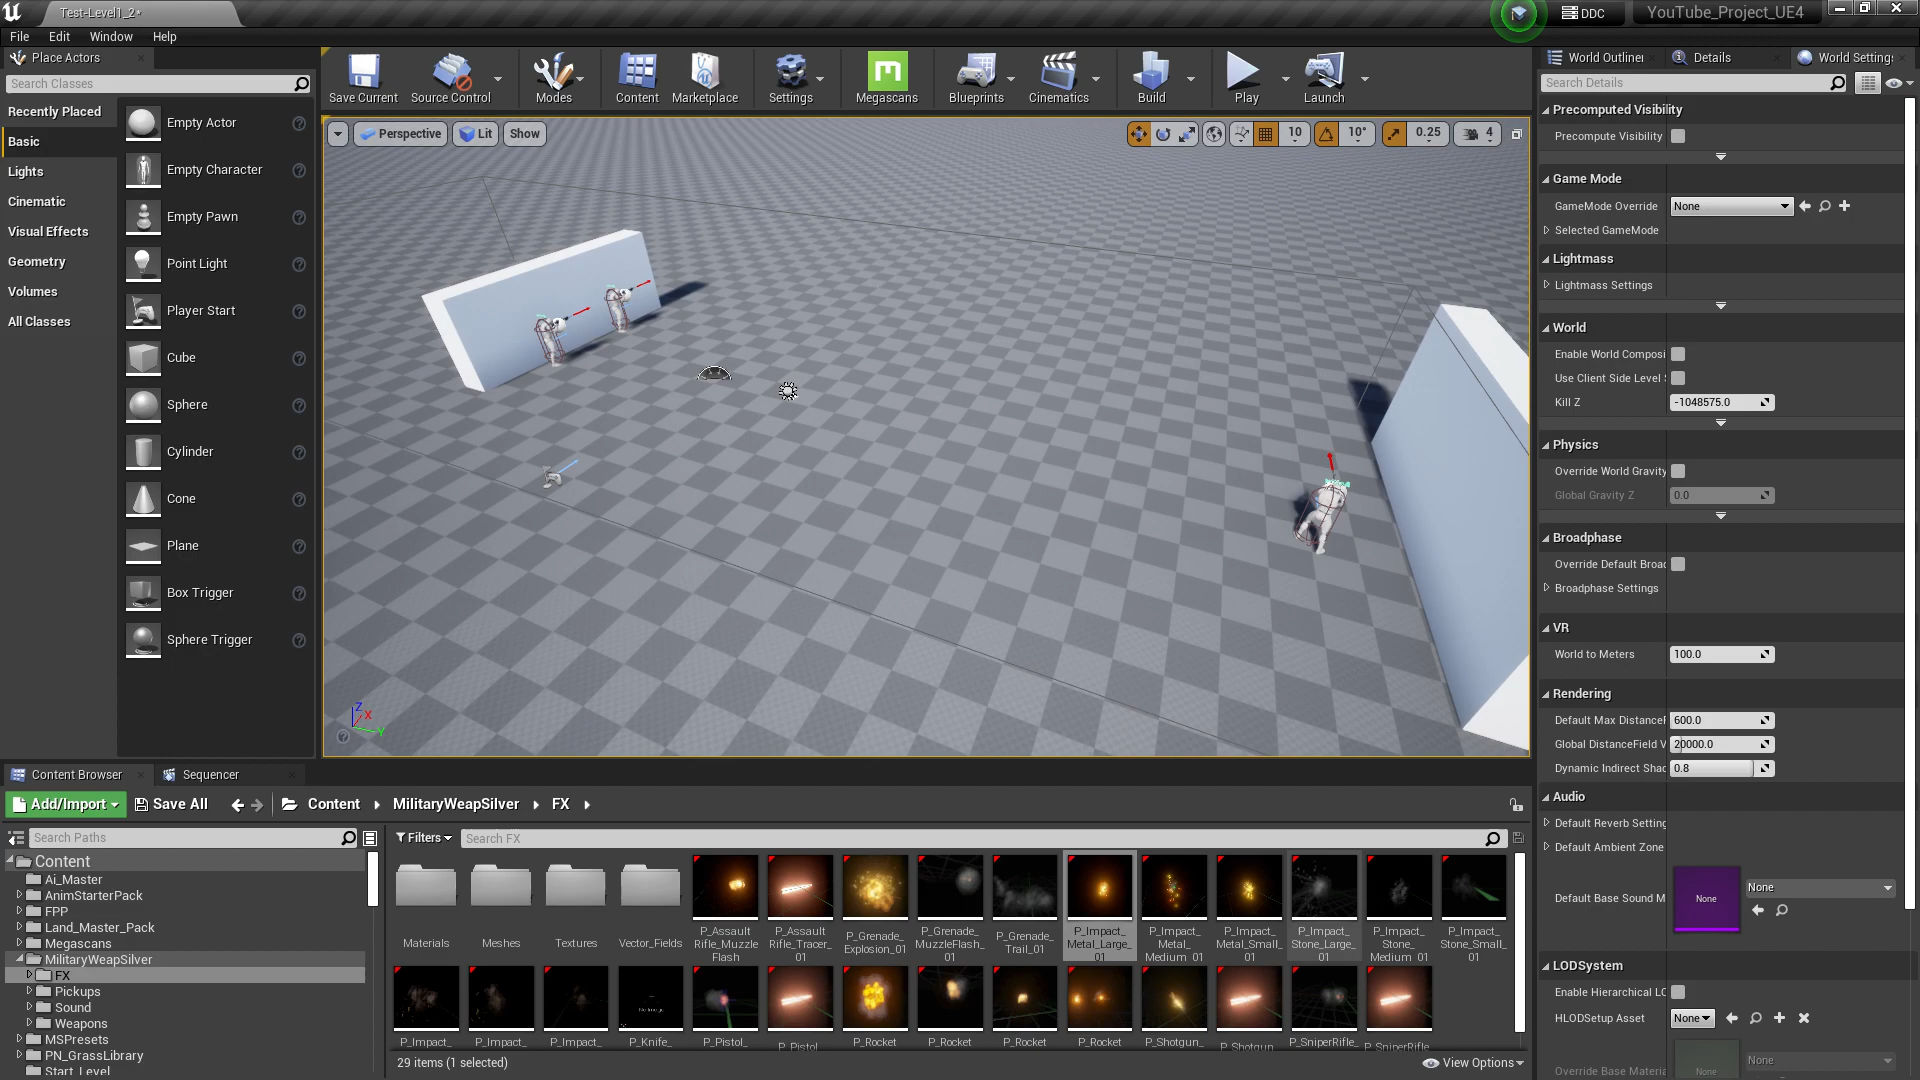 Test-Level1_2*
DDC
YouTube_Project_UE4
File Edit Window Help
Place Actors
Search Classes
Recently Placed
Basic
Lights
Cinematic
Visual Effects
Geometry
Volumes
All Classes
Empty Actor
Empty Character
Empty Pawn
Point Light
Player Start
Cube
Sphere
Cylinder
Cone
Plane
Box Trigger
Sphere Trigger
Save Current
Source Control
Modes
Content
Marketplace
Settings
Megascans
Blueprints
Cinematics
Build
Play
Launch
Perspective
Lit
Show
10
10°
0.25
4
Z
X
Y
World Outliner
Details
World Settings
Search Details
Precomputed Visibility
Precompute Visibility
Game Mode
GameMode Override None
Selected GameMode
Lightmass
Lightmass Settings
World
Enable World Composi
Use Client Side Level
Kill Z -1048575.0
Physics
Override World Gravity
Global Gravity Z 0.0
Broadphase
Override Default Broad
Broadphase Settings
VR
World to Meters 100.0
Rendering
Default Max DistanceF 600.0
Global DistanceField V 20000.0
Dynamic Indirect Shad 0.8
Audio
Default Reverb Setting
Default Ambient Zone
Default Base Sound M None None
LODSystem
Enable Hierarchical LO
HLODSetup Asset None
Override Base Materia None None
Content Browser
Sequencer
Add/Import
Save All
Content
MilitaryWeapSilver
FX
Search Paths
Filters
Search FX
Content
Ai_Master
AnimStarterPack
FPP
Land_Master_Pack
Megascans
MilitaryWeapSilver
FX
Pickups
Sound
Weapons
MSPresets
PN_GrassLibrary
Start_Level
Materials
Meshes
Textures
Vector_Fields
P_Assault
Rifle_Muzzle
Flash
P_Assault
Rifle_Tracer_
01
P_Grenade_
Explosion_01
P_Grenade_
MuzzleFlash_
01
P_Grenade_
Trail_01
P_Impact_
Metal_Large_
01
P_Impact_
Metal_
Medium_01
P_Impact_
Metal_Small_
01
P_Impact_
Stone_Large_
01
P_Impact_
Stone_
Medium_01
P_Impact_
Stone_Small_
01
P_Impact_
P_Impact_
P_Impact_
P_Knife_
P_Pistol_
P_Pistol
P_Rocket
P_Rocket
P_Rocket
P_Rocket
P_Shotgun_
P_Shotgun
P_SniperRifle_
P_SniperRifle
29 items (1 selected)
View Options